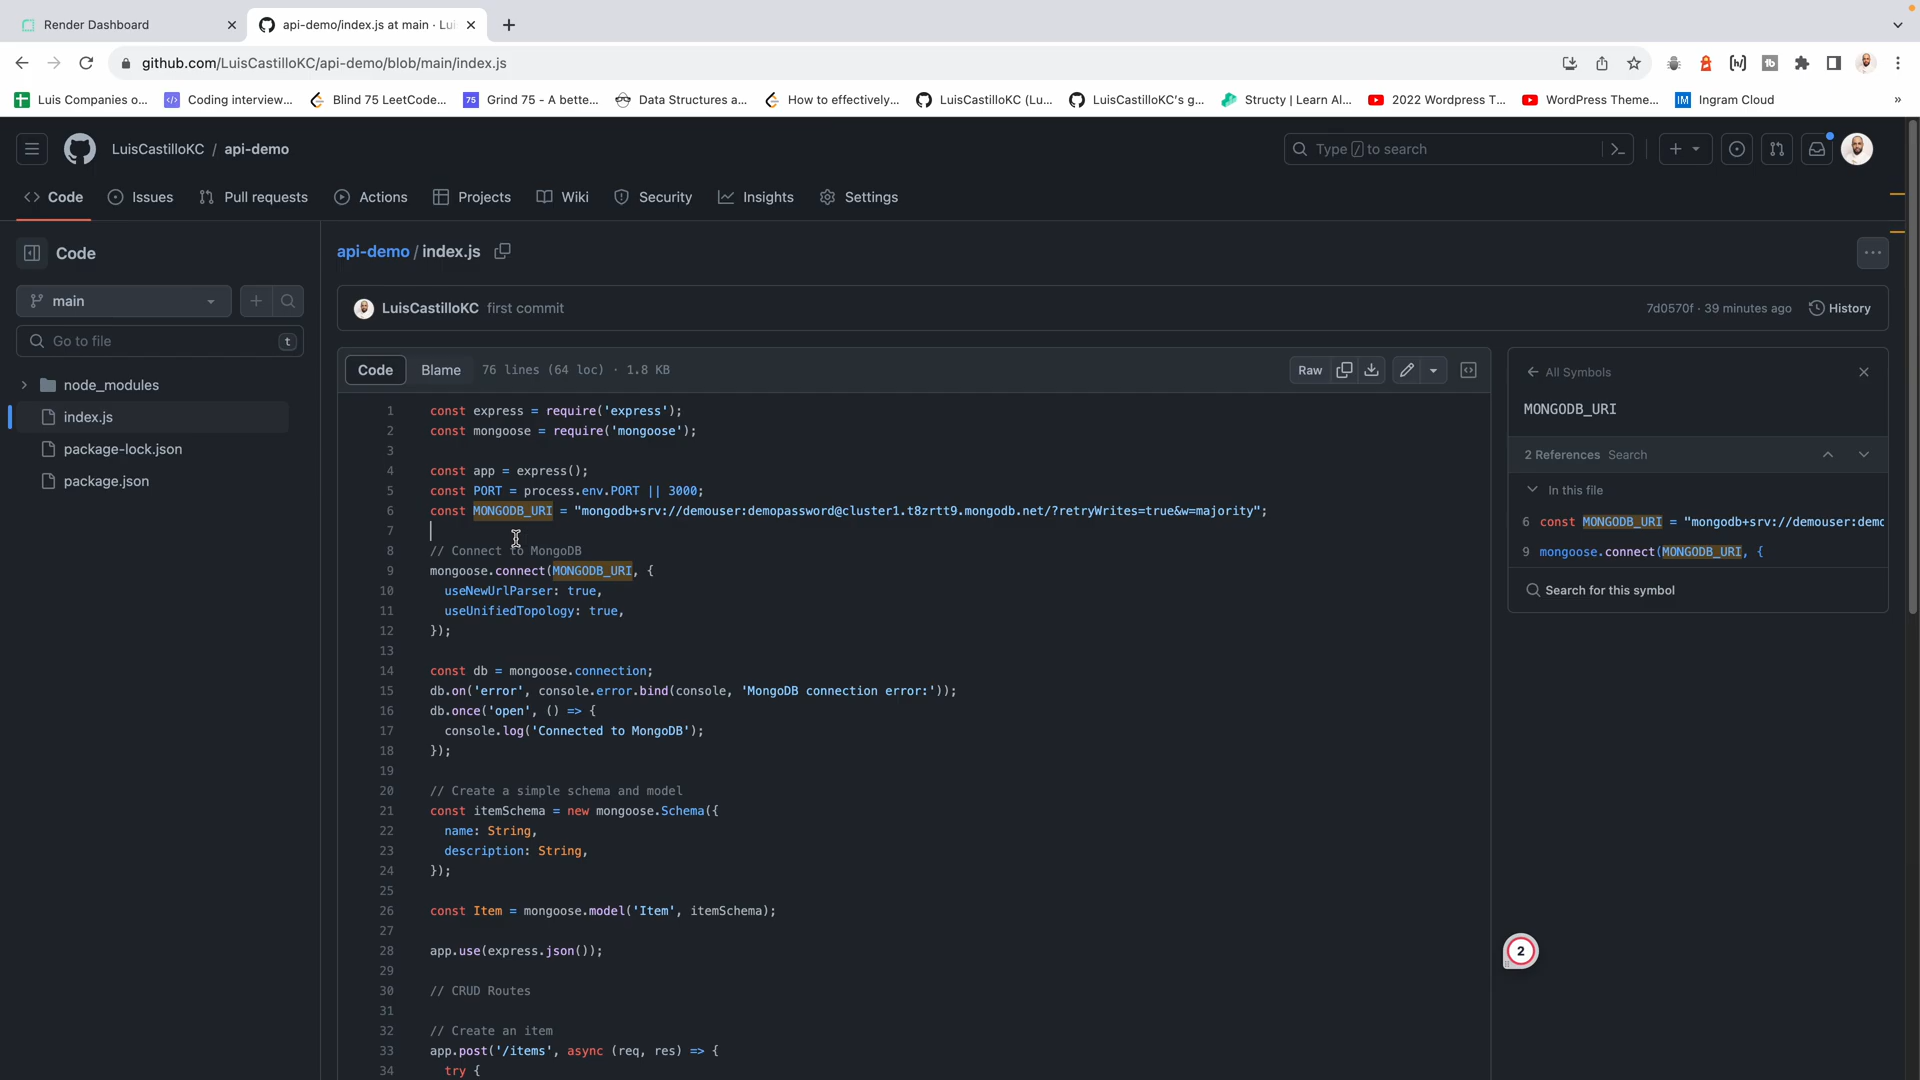 Render Dashboard
api-demo/index.js at main · Lui
github.com/LuisCastilloKC/api-demo/blob/main/index.js
Luis Companies o...
Coding interview...
Blind 75 LeetCode...
75
Grind 75 - A bette...
Data Structures a...
How to effectively...
LuisCastilloKC (Lu...
LuisCastilloKC's g...
Structy | Learn Al...
2022 Wordpress T...
WordPress Theme...
IM
Ingram Cloud
»
LuisCastilloKC / api-demo
Type / to search
Code
Issues
Pull requests
Actions
Projects
Wiki
Security
Insights
Settings
Code
main
Go to file
t
node_modules
index.js
package-lock.json
package.json
api-demo / index.js
LuisCastilloKC first commit
7d0570f · 39 minutes ago
History
Code
Blame
76 lines (64 loc) · 1.8 KB
Raw
1 const express = require('express');
2 const mongoose = require('mongoose');
3
4 const app = express();
5 const PORT = process.env.PORT || 3000;
6 const MONGODB_URI = "mongodb+srv://demouser:demopassword@cluster1.t8zrtt9.mongodb.net/?retryWrites=true&w=majority";
7
8 // Connect to MongoDB
9 mongoose.connect(MONGODB_URI, {
10 useNewUrlParser: true,
11 useUnifiedTopology: true,
12 });
13
14 const db = mongoose.connection;
15 db.on('error', console.error.bind(console, 'MongoDB connection error:'));
16 db.once('open', () => {
17 console.log('Connected to MongoDB');
18 });
19
20 // Create a simple schema and model
21 const itemSchema = new mongoose.Schema({
22 name: String,
23 description: String,
24 });
25
26 const Item = mongoose.model('Item', itemSchema);
27
28 app.use(express.json());
29
30 // CRUD Routes
31
32 // Create an item
33 app.post('/items', async (req, res) => {
34 try {
All Symbols
MONGODB_URI
2 References Search
In this file
6 const MONGODB_URI = "mongodb+srv://demouser:demo
9 mongoose.connect(MONGODB_URI, {
Search for this symbol
2